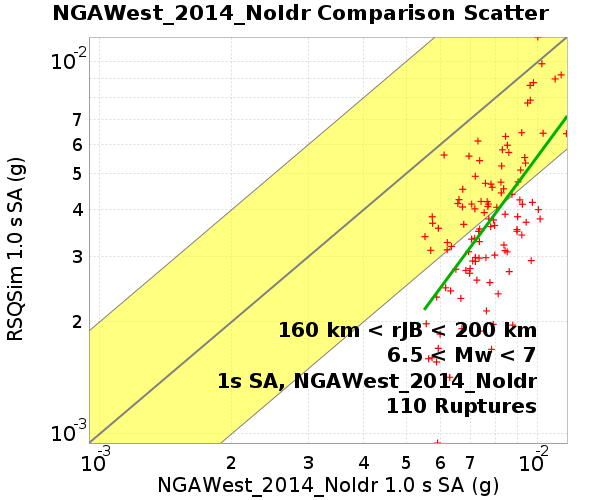 NGAWest_2014_NoIdr Comparison Scatter
RSQSim 1.0 s SA (g)
10-2
7
6
5
4
3
2
10-3
160 km < rJB < 200 km
6.5 < Mw < 7
1s SA, NGAWest_2014_NoIdr
110 Ruptures
10-3 2 3 4 5 6 7 10-2
NGAWest_2014_NoIdr 1.0 s SA (g)